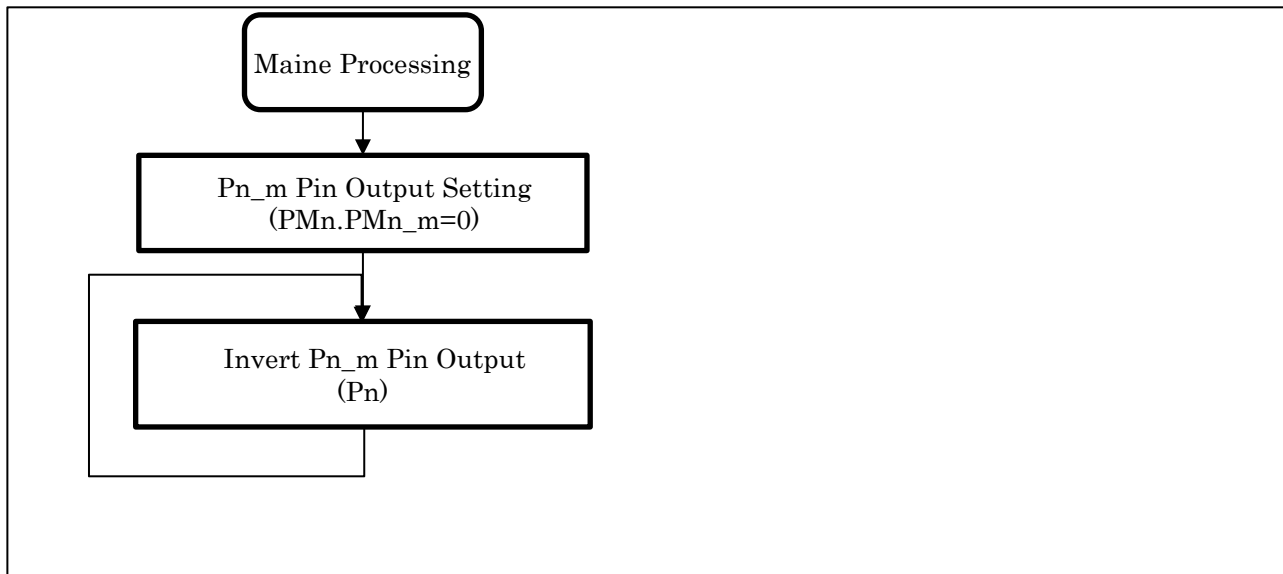 Maine Processing
Pn_m Pin Output Setting
(PMn.PMn_m=0)
Invert Pn_m Pin Output
(Pn)